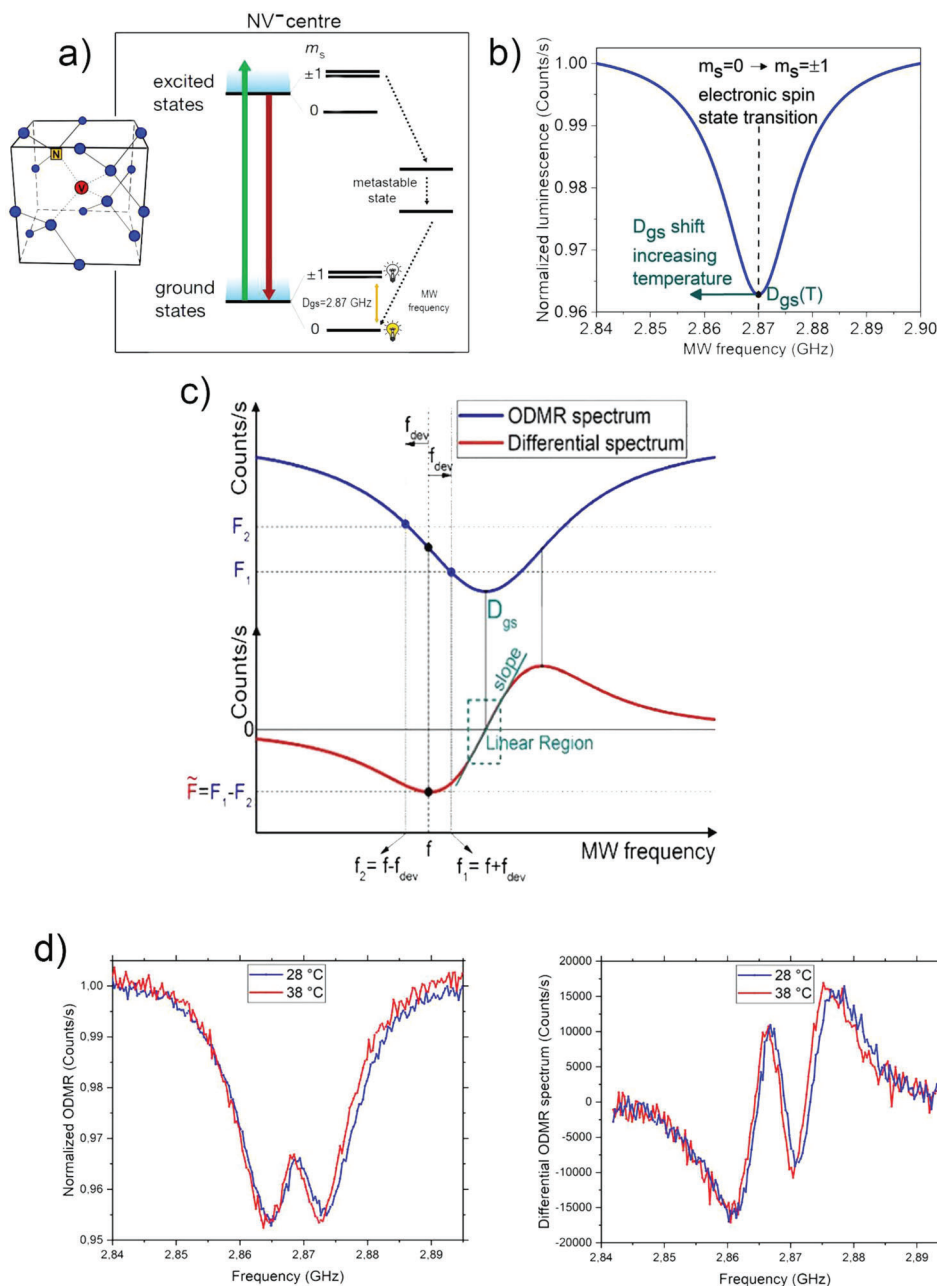 a)
NV⁻ centre
excited
states
ground
states
m_s
±1
0
metastable
state
±1
D_gs=2.87 GHz
0
MW
frequency
N
V
b)
Normalized luminescence (Counts/s)
1.00
0.99
0.98
0.97
0.96
m_s=0 → m_s=±1
electronic spin
state transition
D_gs shift
increasing
temperature
D_gs(T)
2.84 2.85 2.86 2.87 2.88 2.89 2.90
MW frequency (GHz)
c)
ODMR spectrum
Differential spectrum
Counts/s
f_dev
f_dev
F_2
F_1
D_gs
Counts/s
slope
0
Linear Region
F̃=F_1-F_2
f_2= f-f_dev
f
f_1= f+f_dev
MW frequency
d)
28 °C
38 °C
Normalized ODMR (Counts/s)
1.00
0.99
0.98
0.97
0.96
0.95
2.84 2.85 2.86 2.87 2.88 2.89
Frequency (GHz)
28 °C
38 °C
Differential ODMR spectrum (Counts/s)
20000
15000
10000
5000
0
-5000
-10000
-15000
-20000
2.84 2.85 2.86 2.87 2.88 2.89
Frequency (GHz)